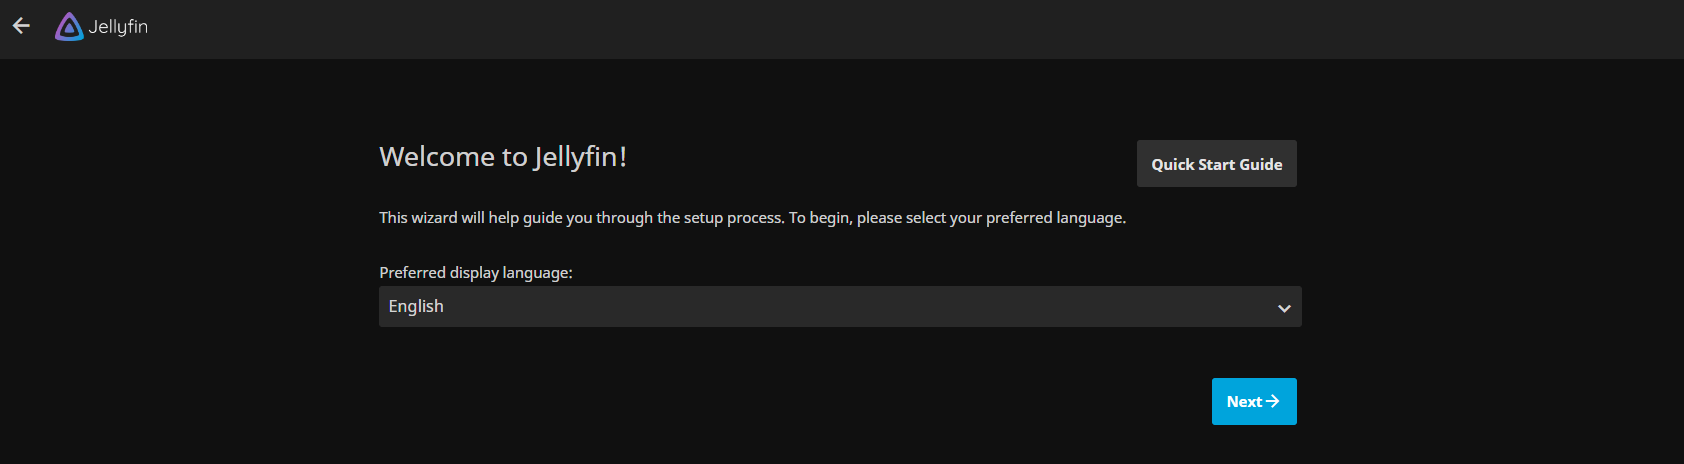 Jellyfin
Welcome to Jellyfin!
Quick Start Guide
This wizard will help guide you through the setup process. To begin, please select your preferred language.
Preferred display language:
English
Next